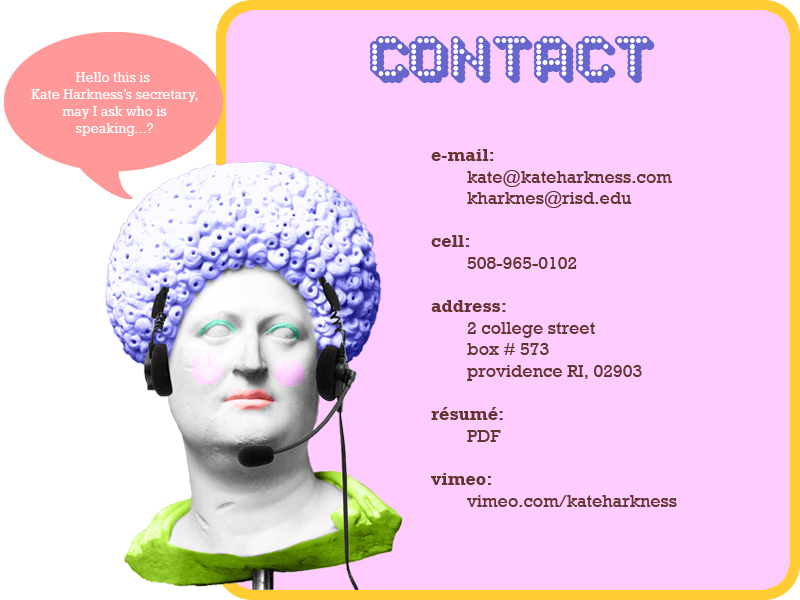 Hello this is
Kate Harkness's secretary,
may I ask who is
speaking...?
CONTACT
e-mail:
kate@kateharkness.com
kharknes@risd.edu
cell:
508-965-0102
address:
2 college street
box # 573
providence RI, 02903
résumé:
PDF
vimeo:
vimeo.com/kateharkness